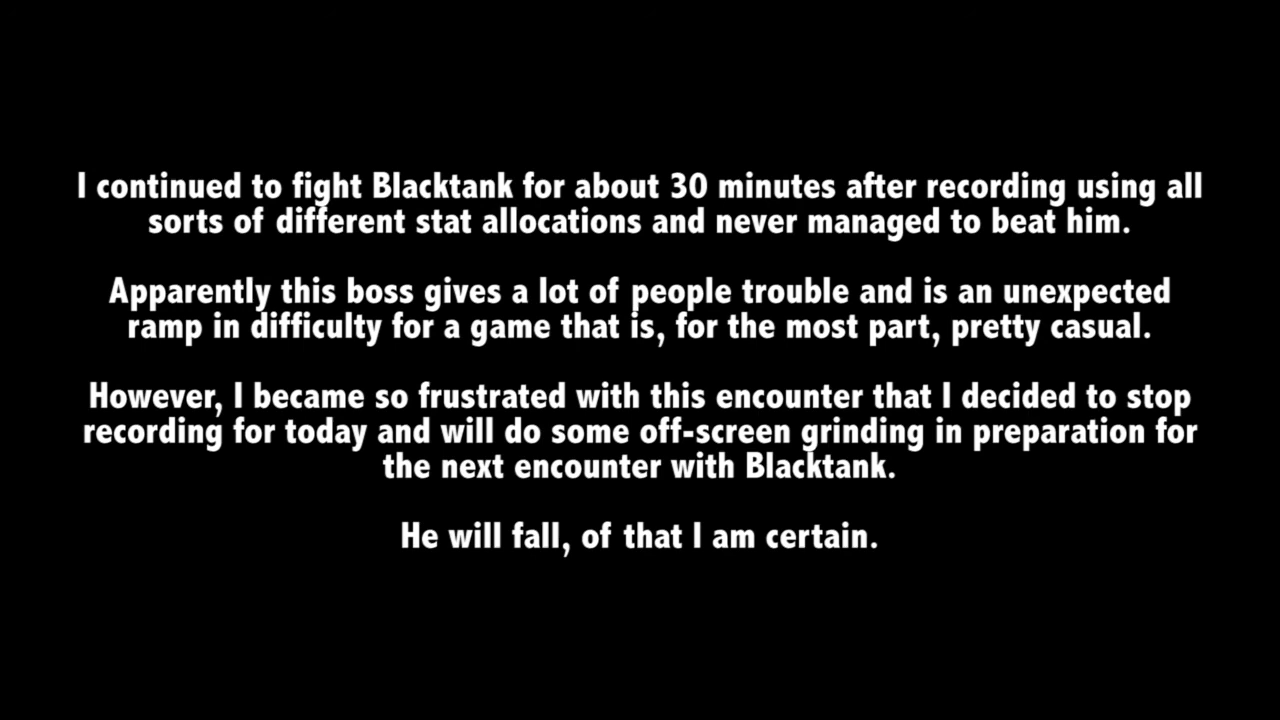 I continued to fight Blacktank for about 30 minutes after recording using all
sorts of different stat allocations and never managed to beat him.
Apparently this boss gives a lot of people trouble and is an unexpected
ramp in difficulty for a game that is, for the most part, pretty casual.
However, I became so frustrated with this encounter that I decided to stop
recording for today and will do some off-screen grinding in preparation for
the next encounter with Blacktank.
He will fall, of that I am certain.